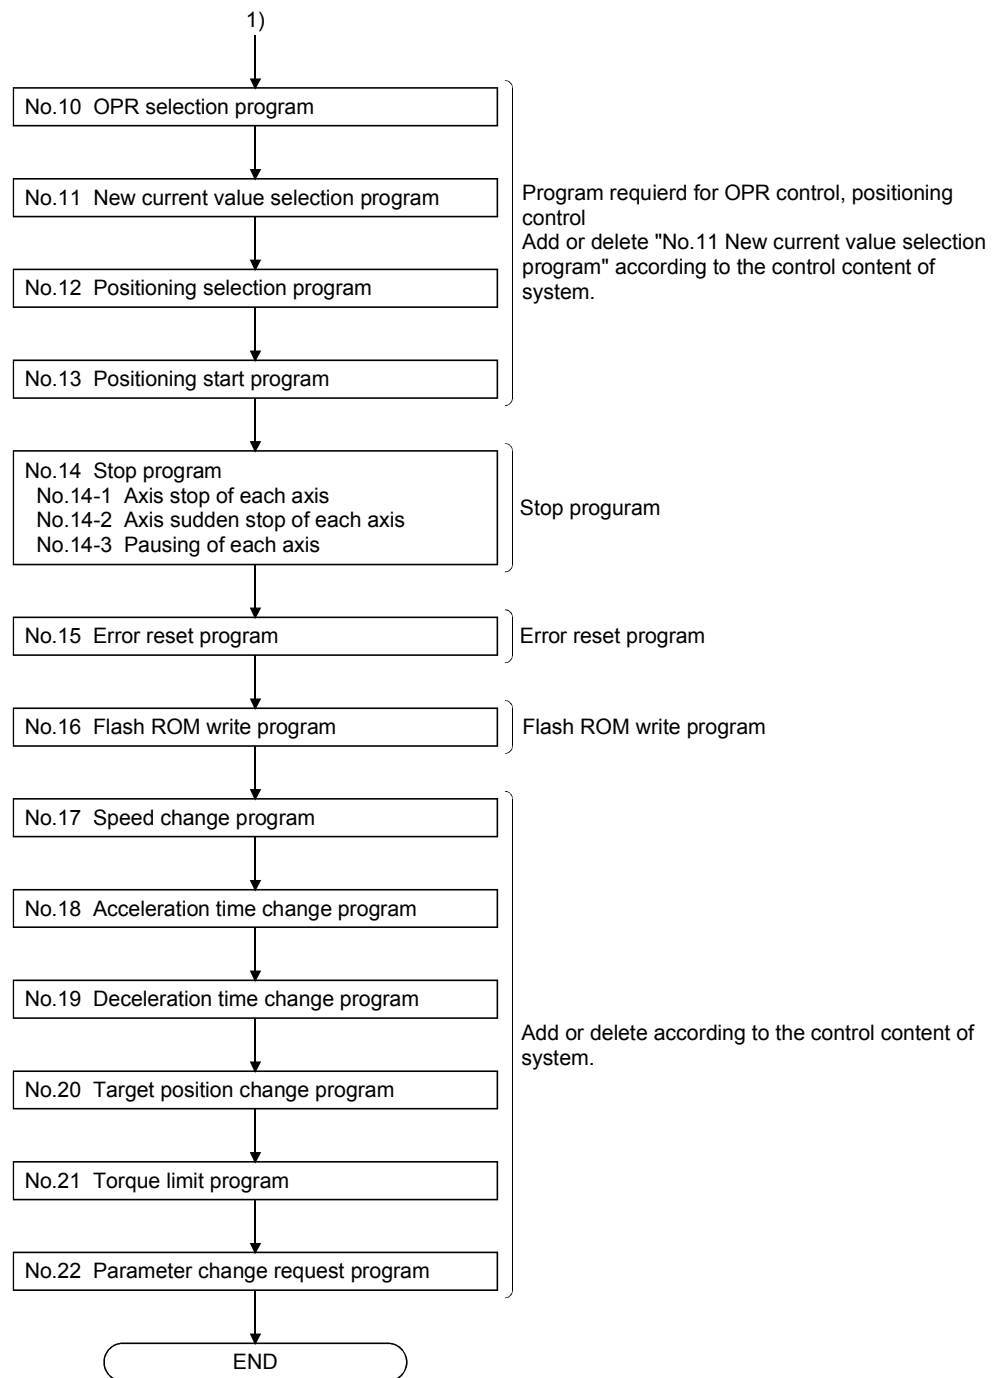 1)
No.10 OPR selection program
No.11 New current value selection program
Program requierd for OPR control, positioning
control
Add or delete "No.11 New current value selection
program" according to the control content of
system.
No.12 Positioning selection program
No.13 Positioning start program
No.14 Stop program
No.14-1 Axis stop of each axis
No.14-2 Axis sudden stop of each axis
No.14-3 Pausing of each axis
Stop proguram
No.15 Error reset program
Error reset program
No.16 Flash ROM write program
Flash ROM write program
No.17 Speed change program
No.18 Acceleration time change program
No.19 Deceleration time change program
Add or delete according to the control content of
system.
No.20 Target position change program
No.21 Torque limit program
No.22 Parameter change request program
END